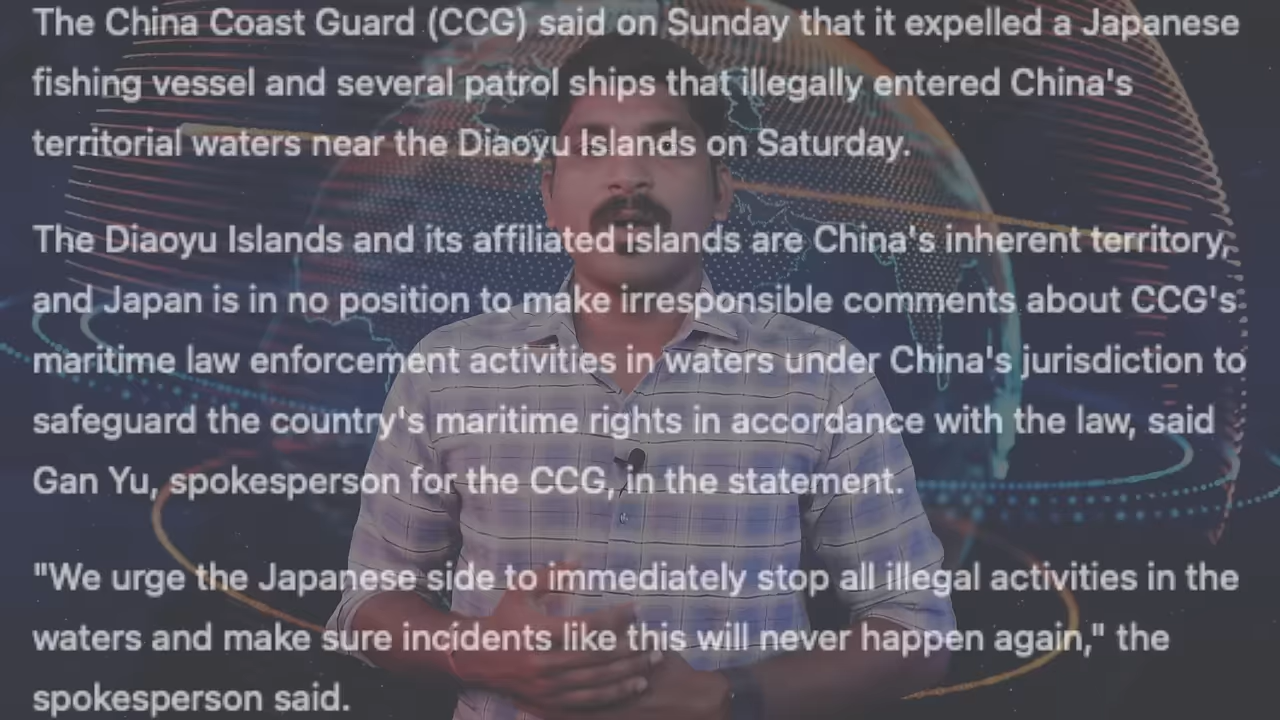 The China Coast Guard (CCG) said on Sunday that it expelled a Japanese
fishing vessel and several patrol ships that illegally entered China's
territorial waters near the Diaoyu Islands on Saturday.
The Diaoyu Islands and its affiliated islands are China's inherent territory,
and Japan is in no position to make irresponsible comments about CCG's
maritime law enforcement activities in waters under China's jurisdiction to
safeguard the country's maritime rights in accordance with the law, said
Gan Yu, spokesperson for the CCG, in the statement.
"We urge the Japanese side to immediately stop all illegal activities in the
waters and make sure incidents like this will never happen again," the
spokesperson said.